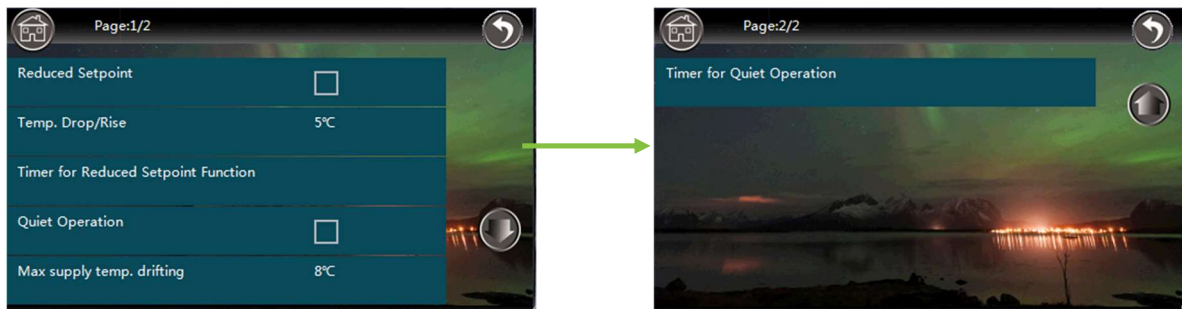 Page:1/2
Reduced Setpoint
Temp. Drop/Rise 5℃
Timer for Reduced Setpoint Function
Quiet Operation
Max supply temp. drifting 8℃
Page:2/2
Timer for Quiet Operation